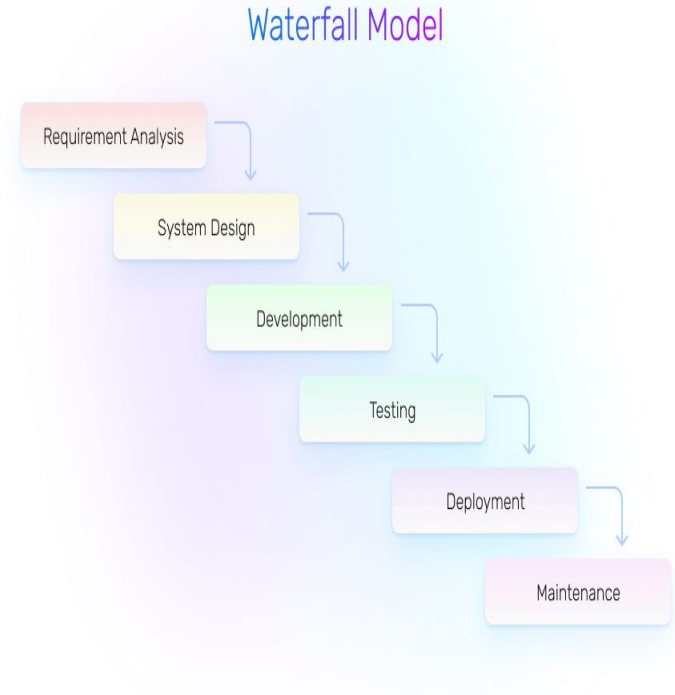 Waterfall Model
Requirement Analysis
System Design
Development
Testing
Deployment
Maintenance